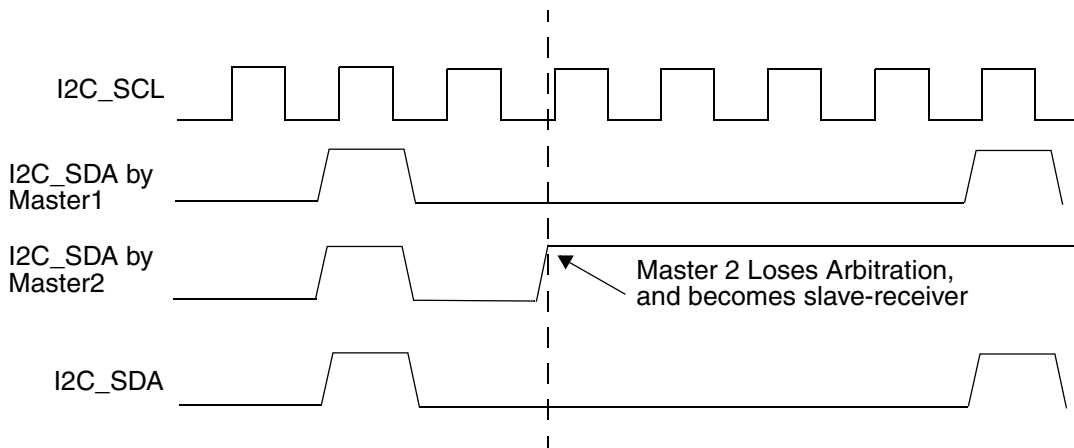 I2C_SCL
I2C_SDA by
Master1
I2C_SDA by
Master2
Master 2 Loses Arbitration,
and becomes slave-receiver
I2C_SDA